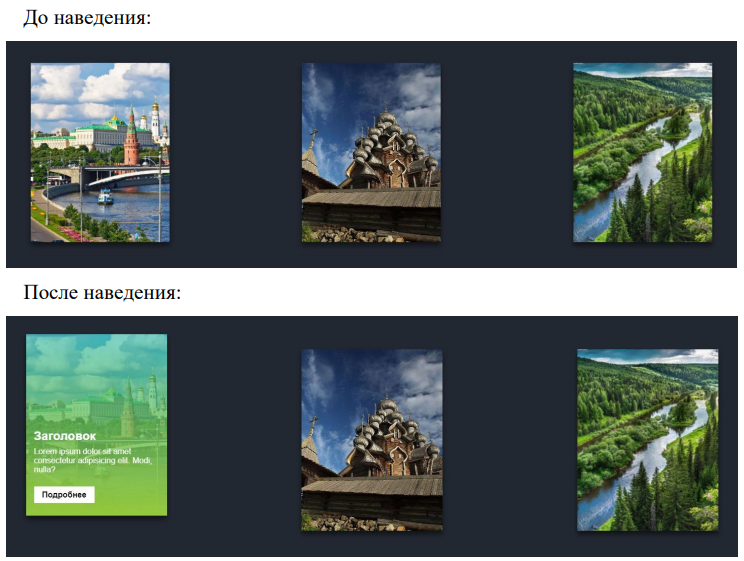 До наведения:
После наведения:
Заголовок
Lorem ipsum dolor sit amet
consectetur adipisicing elit. Modi,
nulla?
Подробнее